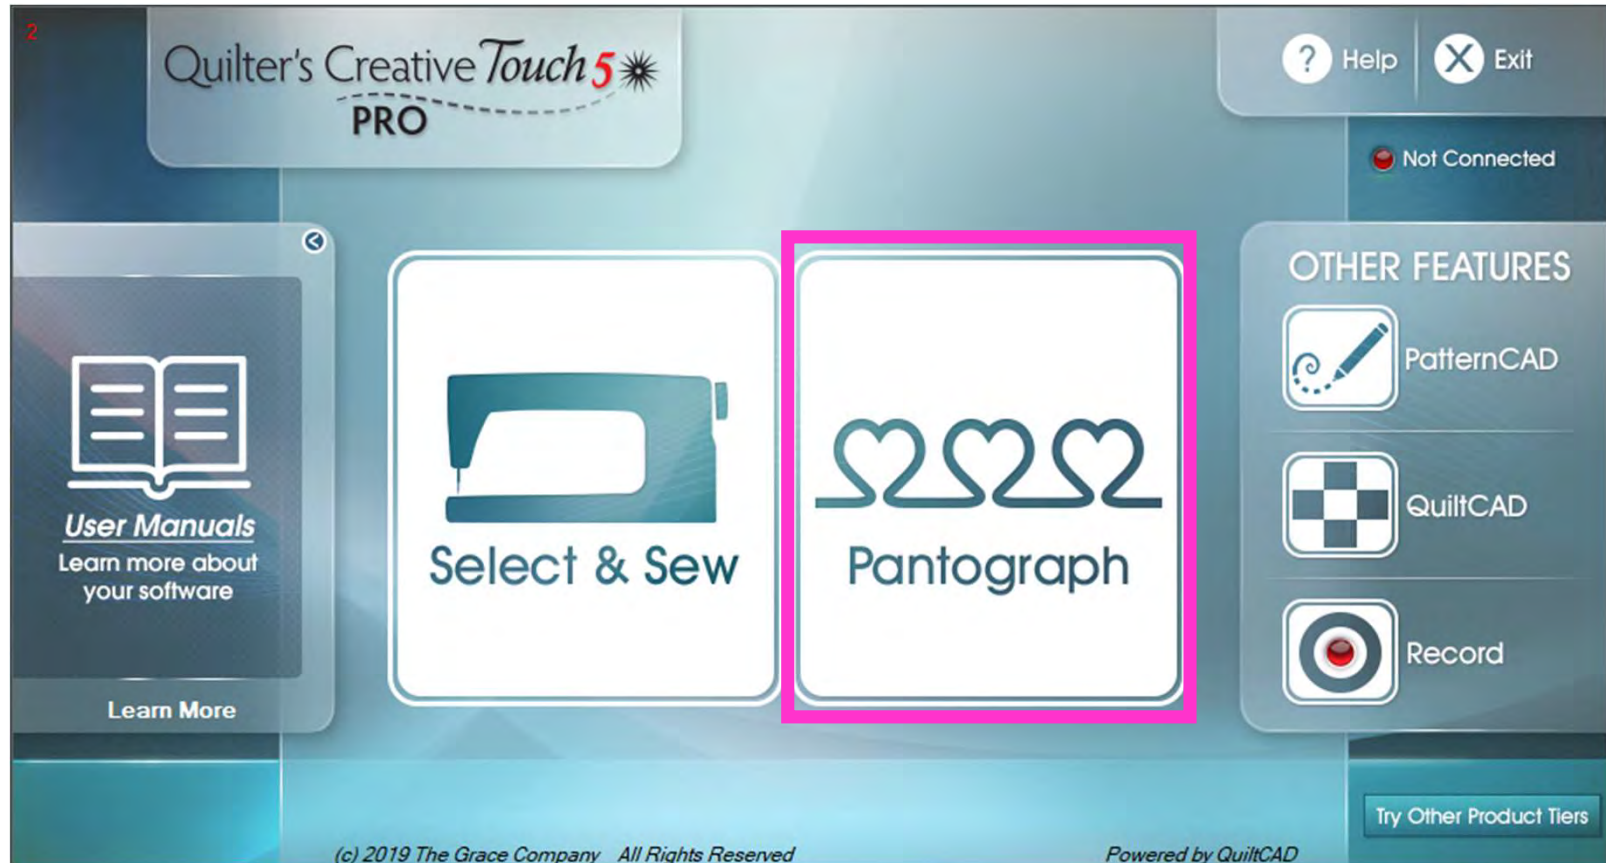 2
Quilter's Creative Touch 5
PRO
? Help X Exit
Not Connected
User Manuals
Learn more about
your software
Learn More
Select & Sew
Pantograph
OTHER FEATURES
PatternCAD
QuiltCAD
Record
Try Other Product Tiers
(c) 2019 The Grace Company All Rights Reserved
Powered by QuiltCAD